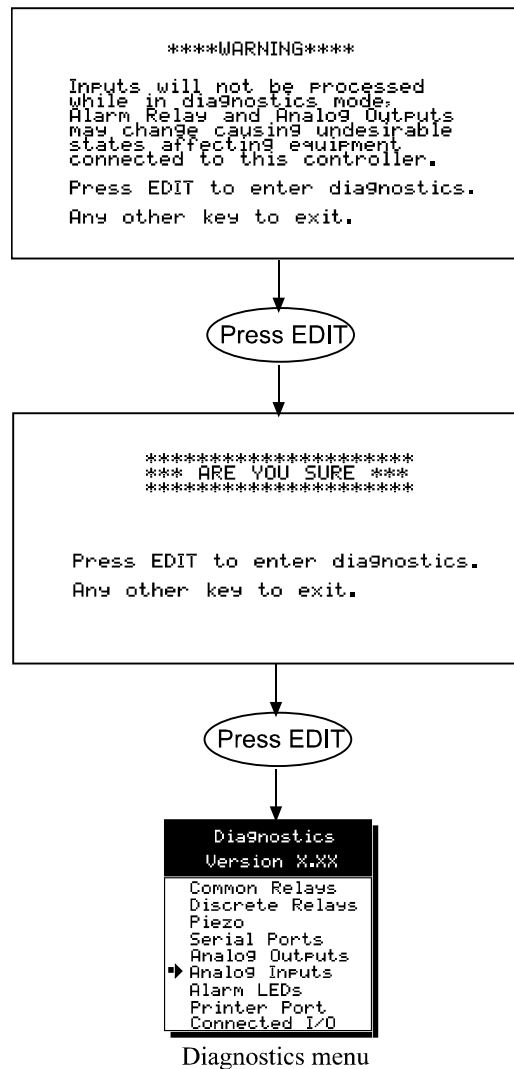 ****WARNING****
Inputs will not be processed
while in diagnostics mode,
Alarm Relay and Analog Outputs
may change causing undesirable
states affecting equipment
connected to this controller.
Press EDIT to enter diagnostics.
Any other key to exit.
Press EDIT
*********************
*** ARE YOU SURE ***
*********************
Press EDIT to enter diagnostics.
Any other key to exit.
Press EDIT
Diagnostics
Version X.XX
Common Relays
Discrete Relays
Piezo
Serial Ports
Analog Outputs
Analog Inputs
Alarm LEDs
Printer Port
Connected I/O
Diagnostics menu